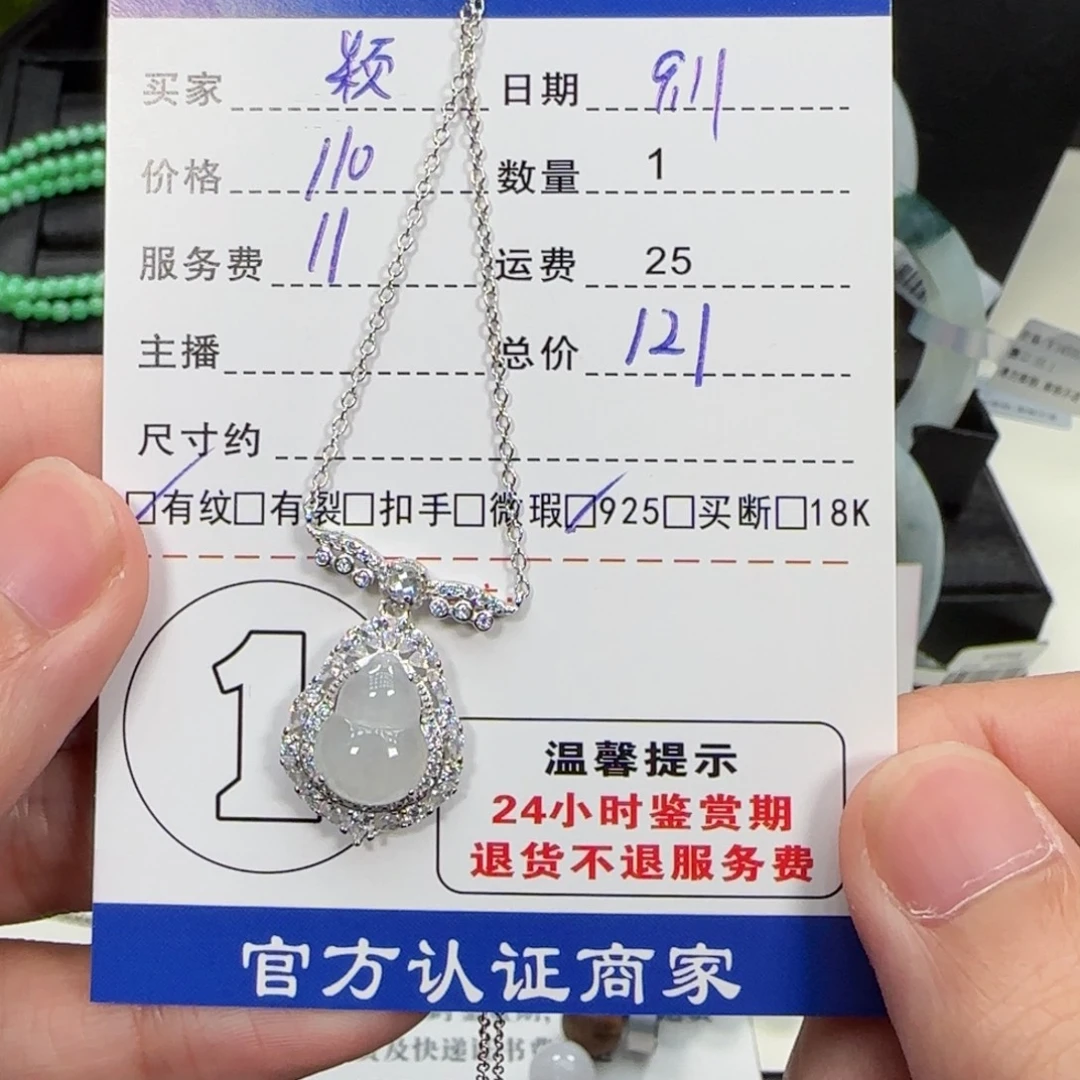 买家 颖 日期 9.11
价格 110 数量 1
服务费 11 运费 25
主播 总价 121
尺寸约
□有纹□有裂□扣手□微瑕□925□买断□18K
1
温馨提示
24小时鉴赏期
退货不退服务费
官方认证商家